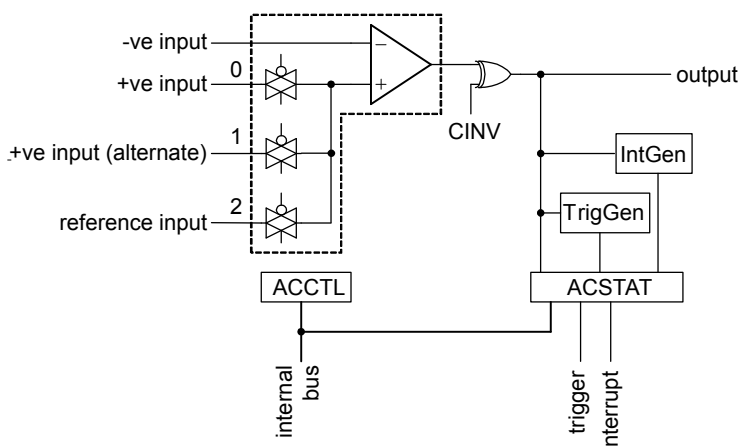 -ve input
−
0
+ve input
+
output
CINV
1
+ve input (alternate)
IntGen
2
reference input
TrigGen
ACCTL
ACSTAT
internal
bus
trigger
nterrupt